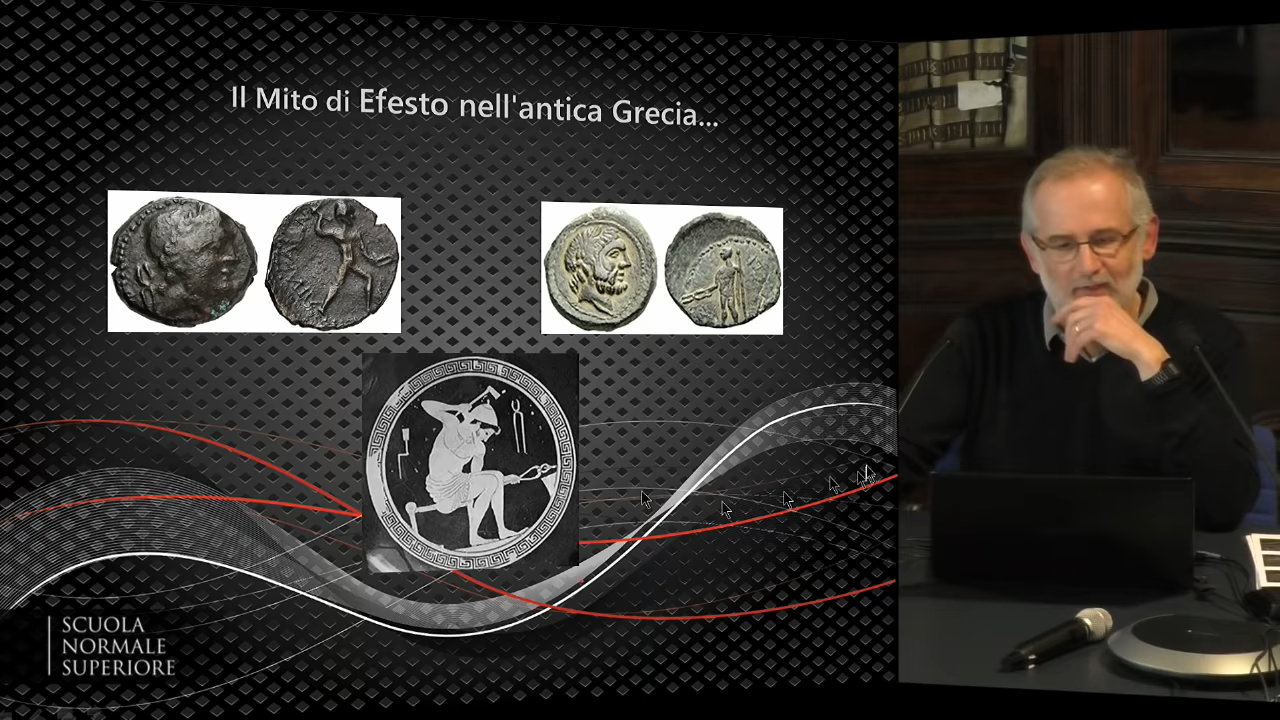 Il Mito di Efesto nell'antica Grecia...
SCUOLA
NORMALE
SUPERIORE